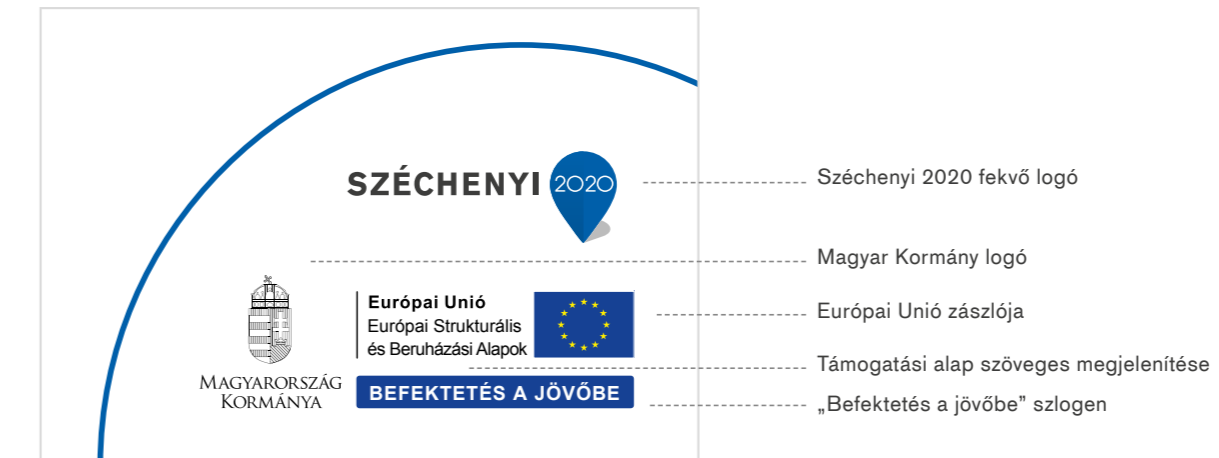 SZÉCHENYI 2020
Széchenyi 2020 fekvő logó
Magyar Kormány logó
Európai Unió
Európai Strukturális
és Beruházási Alapok
Európai Unió zászlója
MAGYARORSZÁG
KORMÁNYA
Támogatási alap szöveges megjelenítése
BEFEKTETÉS A JÖVŐBE
„Befektetés a jövőbe” szlogen